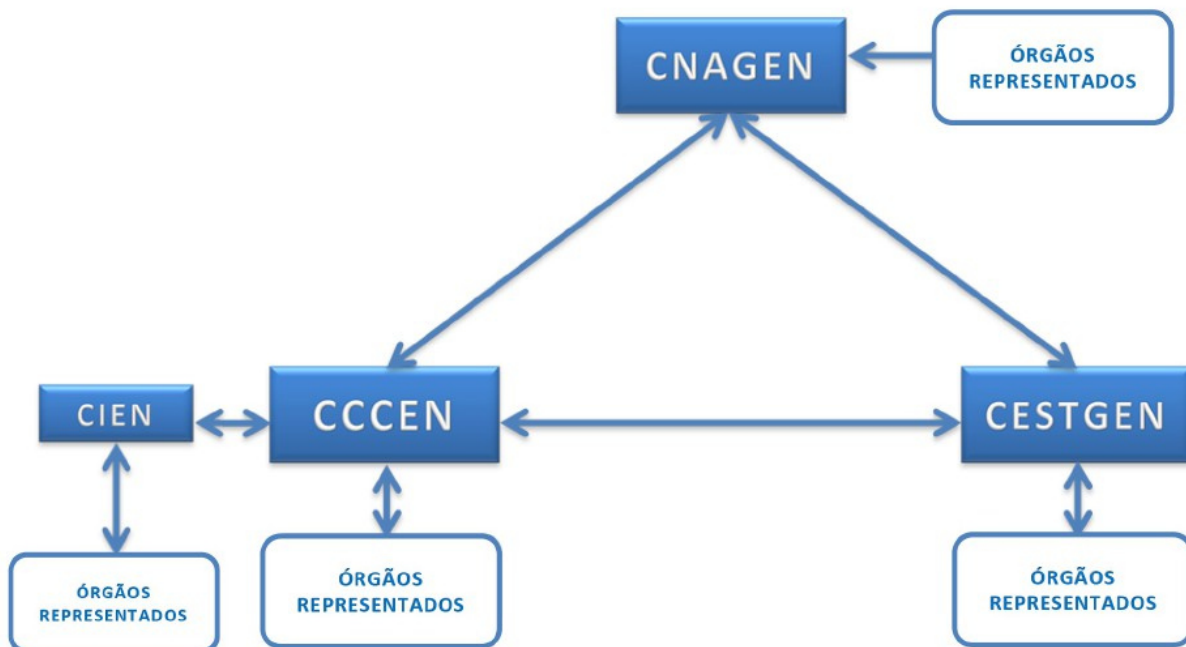 CNAGEN
ÓRGÃOS
REPRESENTADOS
CIEN
CCCEN
CESTGEN
ÓRGÃOS
REPRESENTADOS
ÓRGÃOS
REPRESENTADOS
ÓRGÃOS
REPRESENTADOS